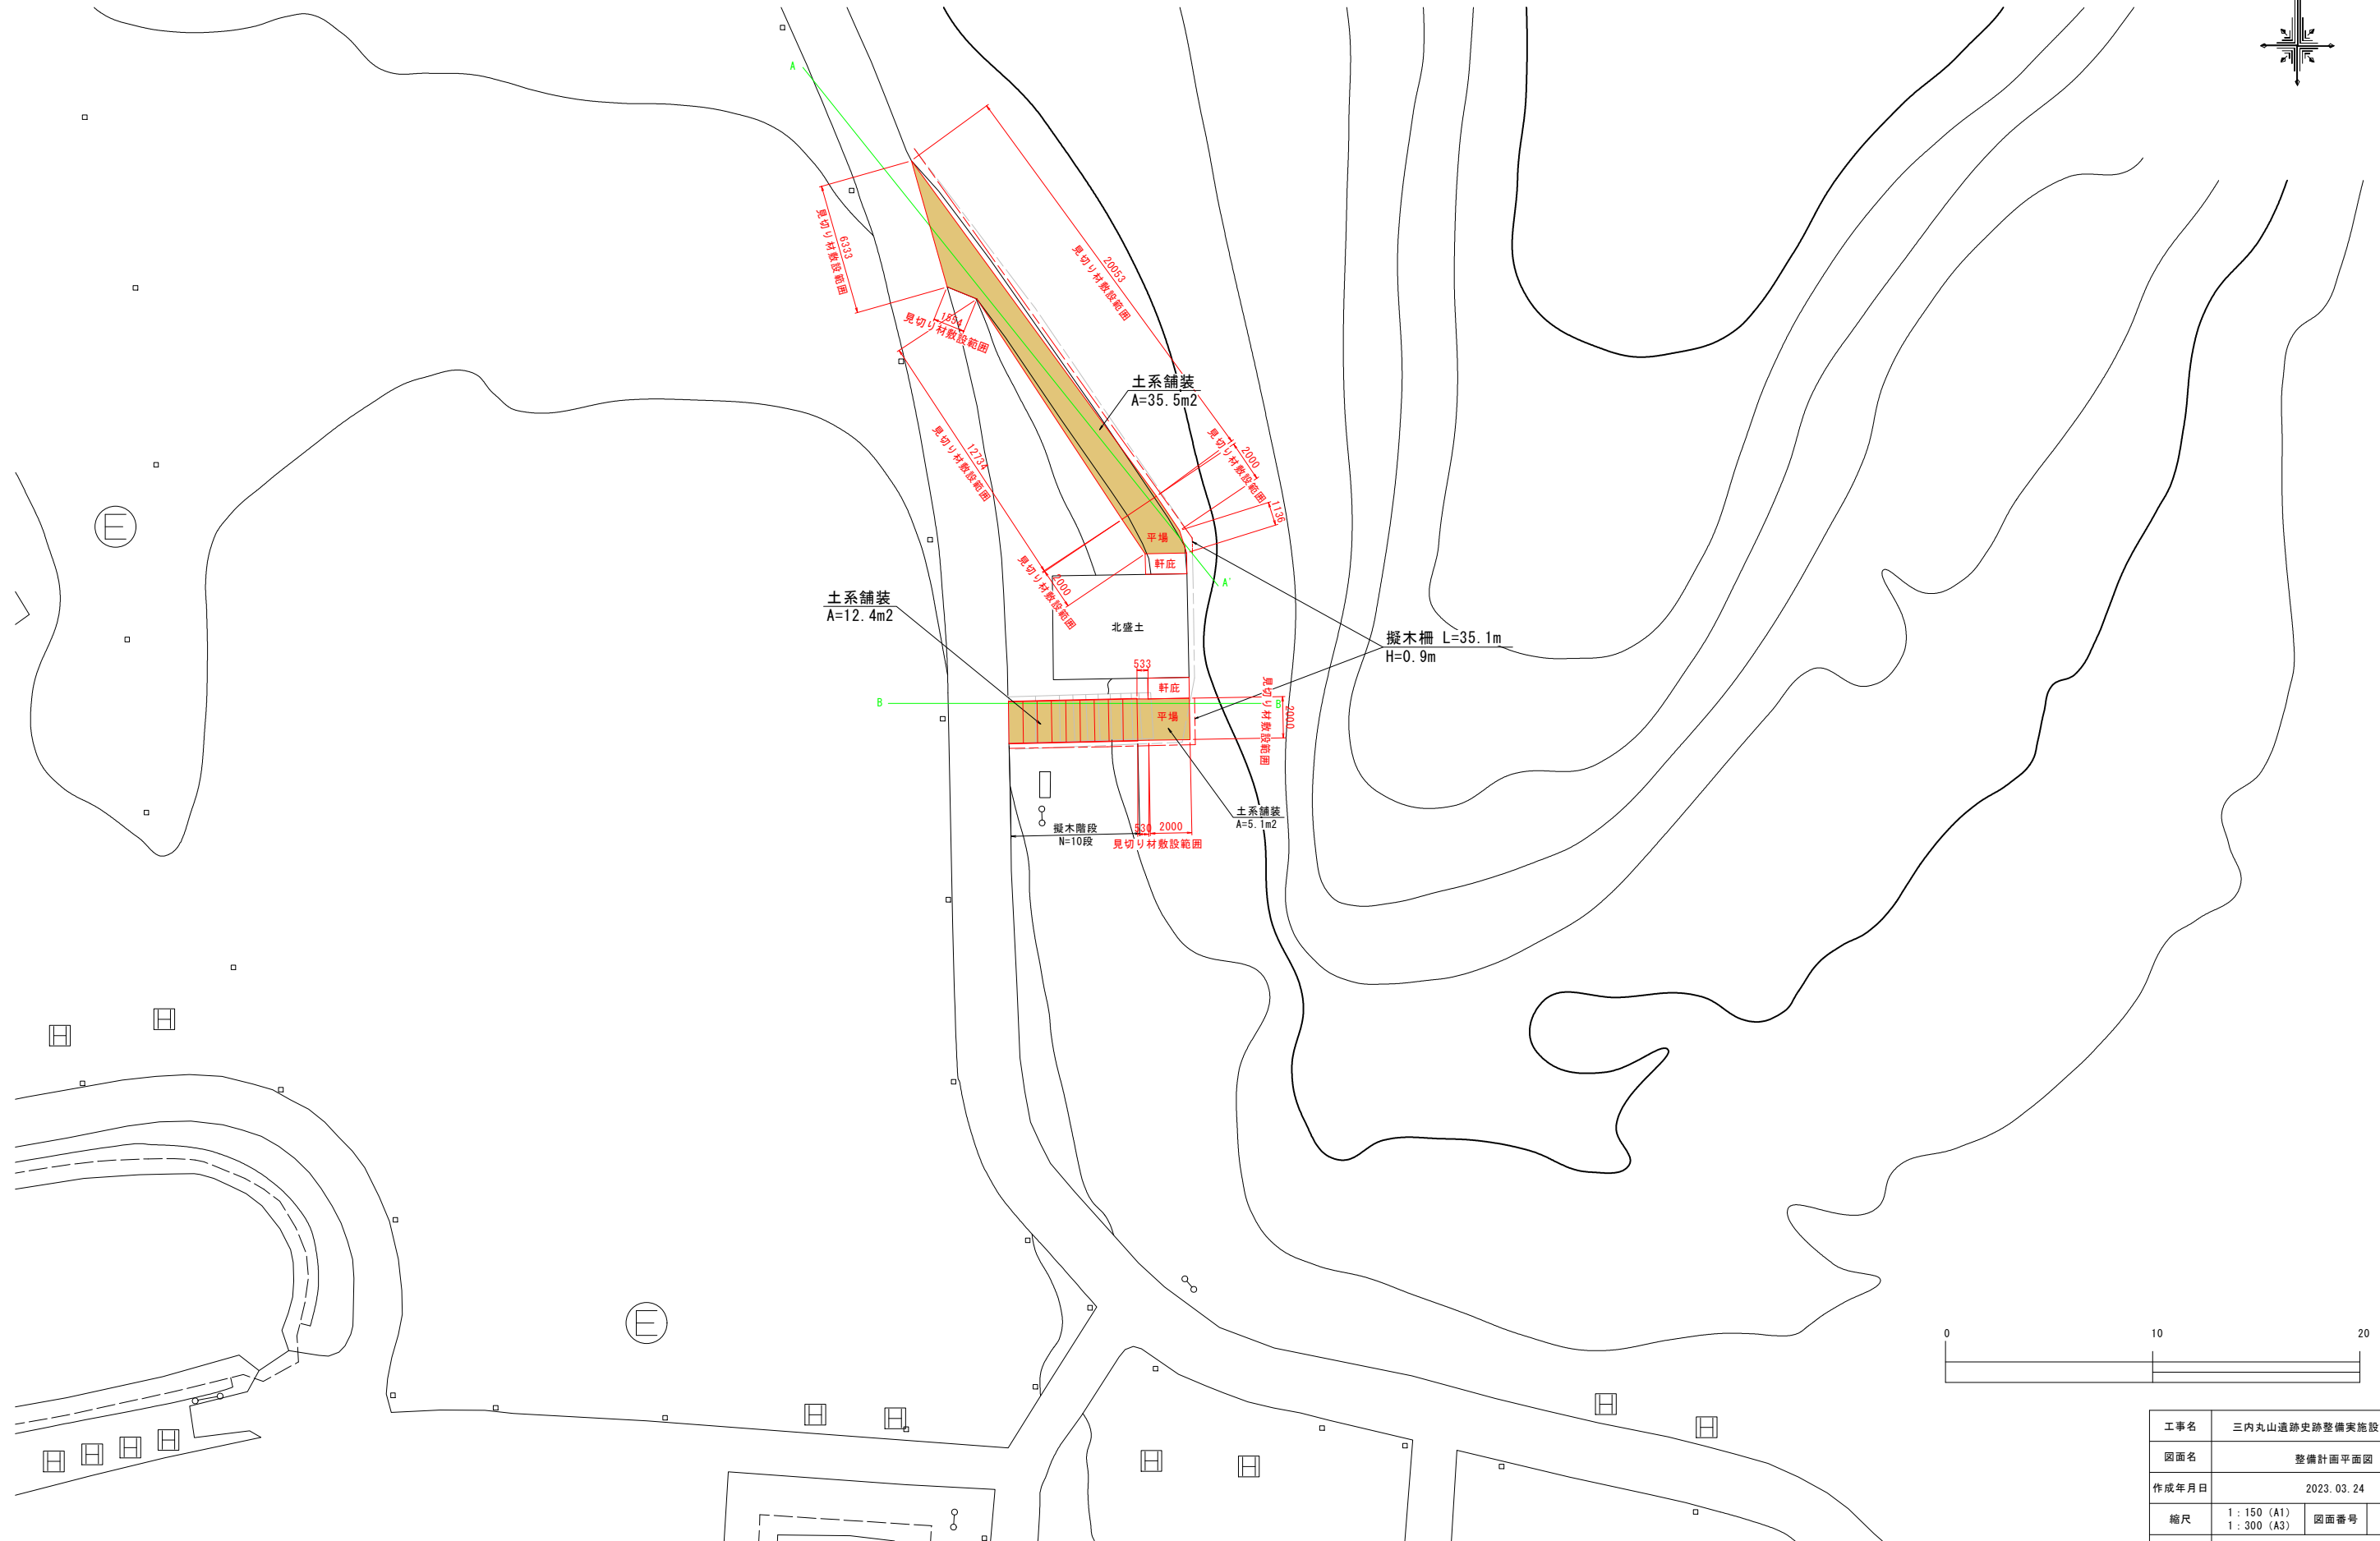 A
6333
見切り材敷設範囲
20053
見切り材敷設範囲
1554
見切り材敷設範囲
土系舗装
A=35.5m2
12734
見切り材敷設範囲
2000
見切り材敷設範囲
1136
平場
軒庇
A'
2000
見切り材敷設範囲
土系舗装
A=12.4m2
北盛土
擬木柵 L=35.1m
H=0.9m
533
軒庇
B
平場
B'
2000
見切り材敷設範囲
土系舗装
A=5.1m2
擬木階段
N=10段
530
2000
見切り材敷設範囲
E
E
0 10 20
工事名 三内丸山遺跡史跡整備実施設
図面名 整備計画平面図
作成年月日 2023.03.24
縮尺 1:150 (A1)
1:300 (A3)
図面番号